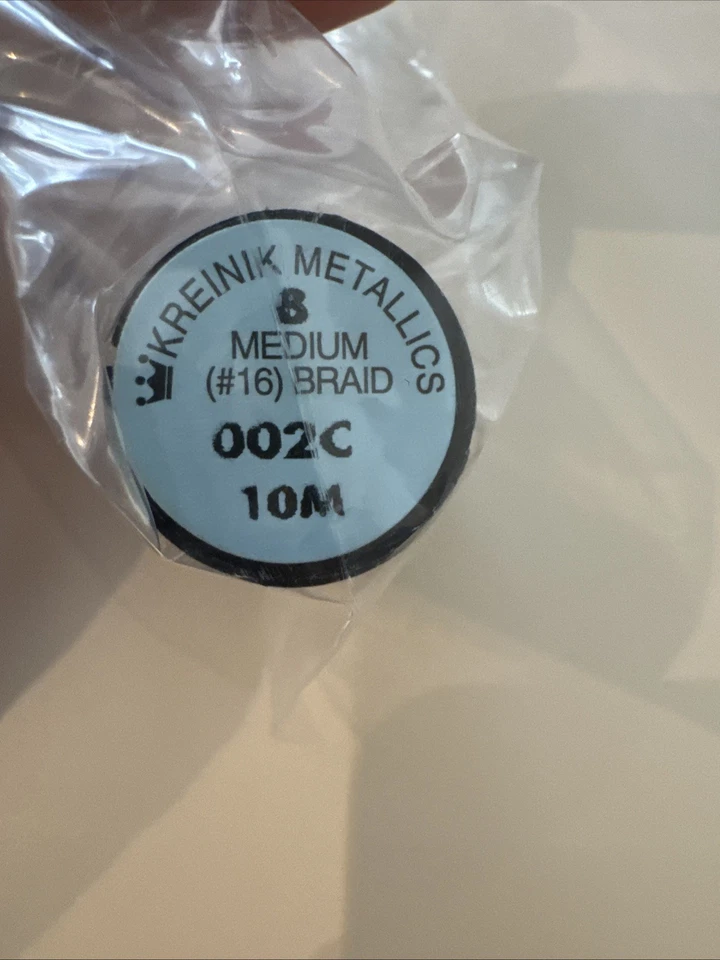 KREINIK METALLICS
8
MEDIUM
(#16) BRAID
002C
10M